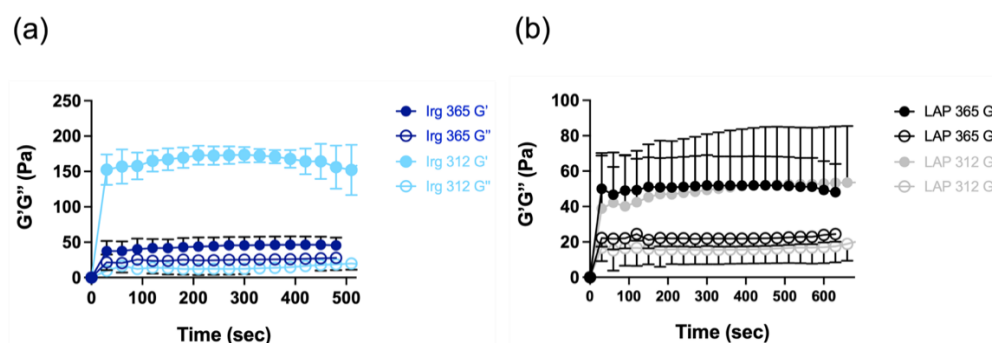 (a)
(b)
250
200
150
100
50
0
G'G" (Pa)
0 100 200 300 400 500
Time (sec)
Irg 365 G'
Irg 365 G"
Irg 312 G'
Irg 312 G"
100
80
60
40
20
0
G'G" (Pa)
0 100 200 300 400 500 600
Time (sec)
LAP 365 G
LAP 365 G
LAP 312 G
LAP 312 G